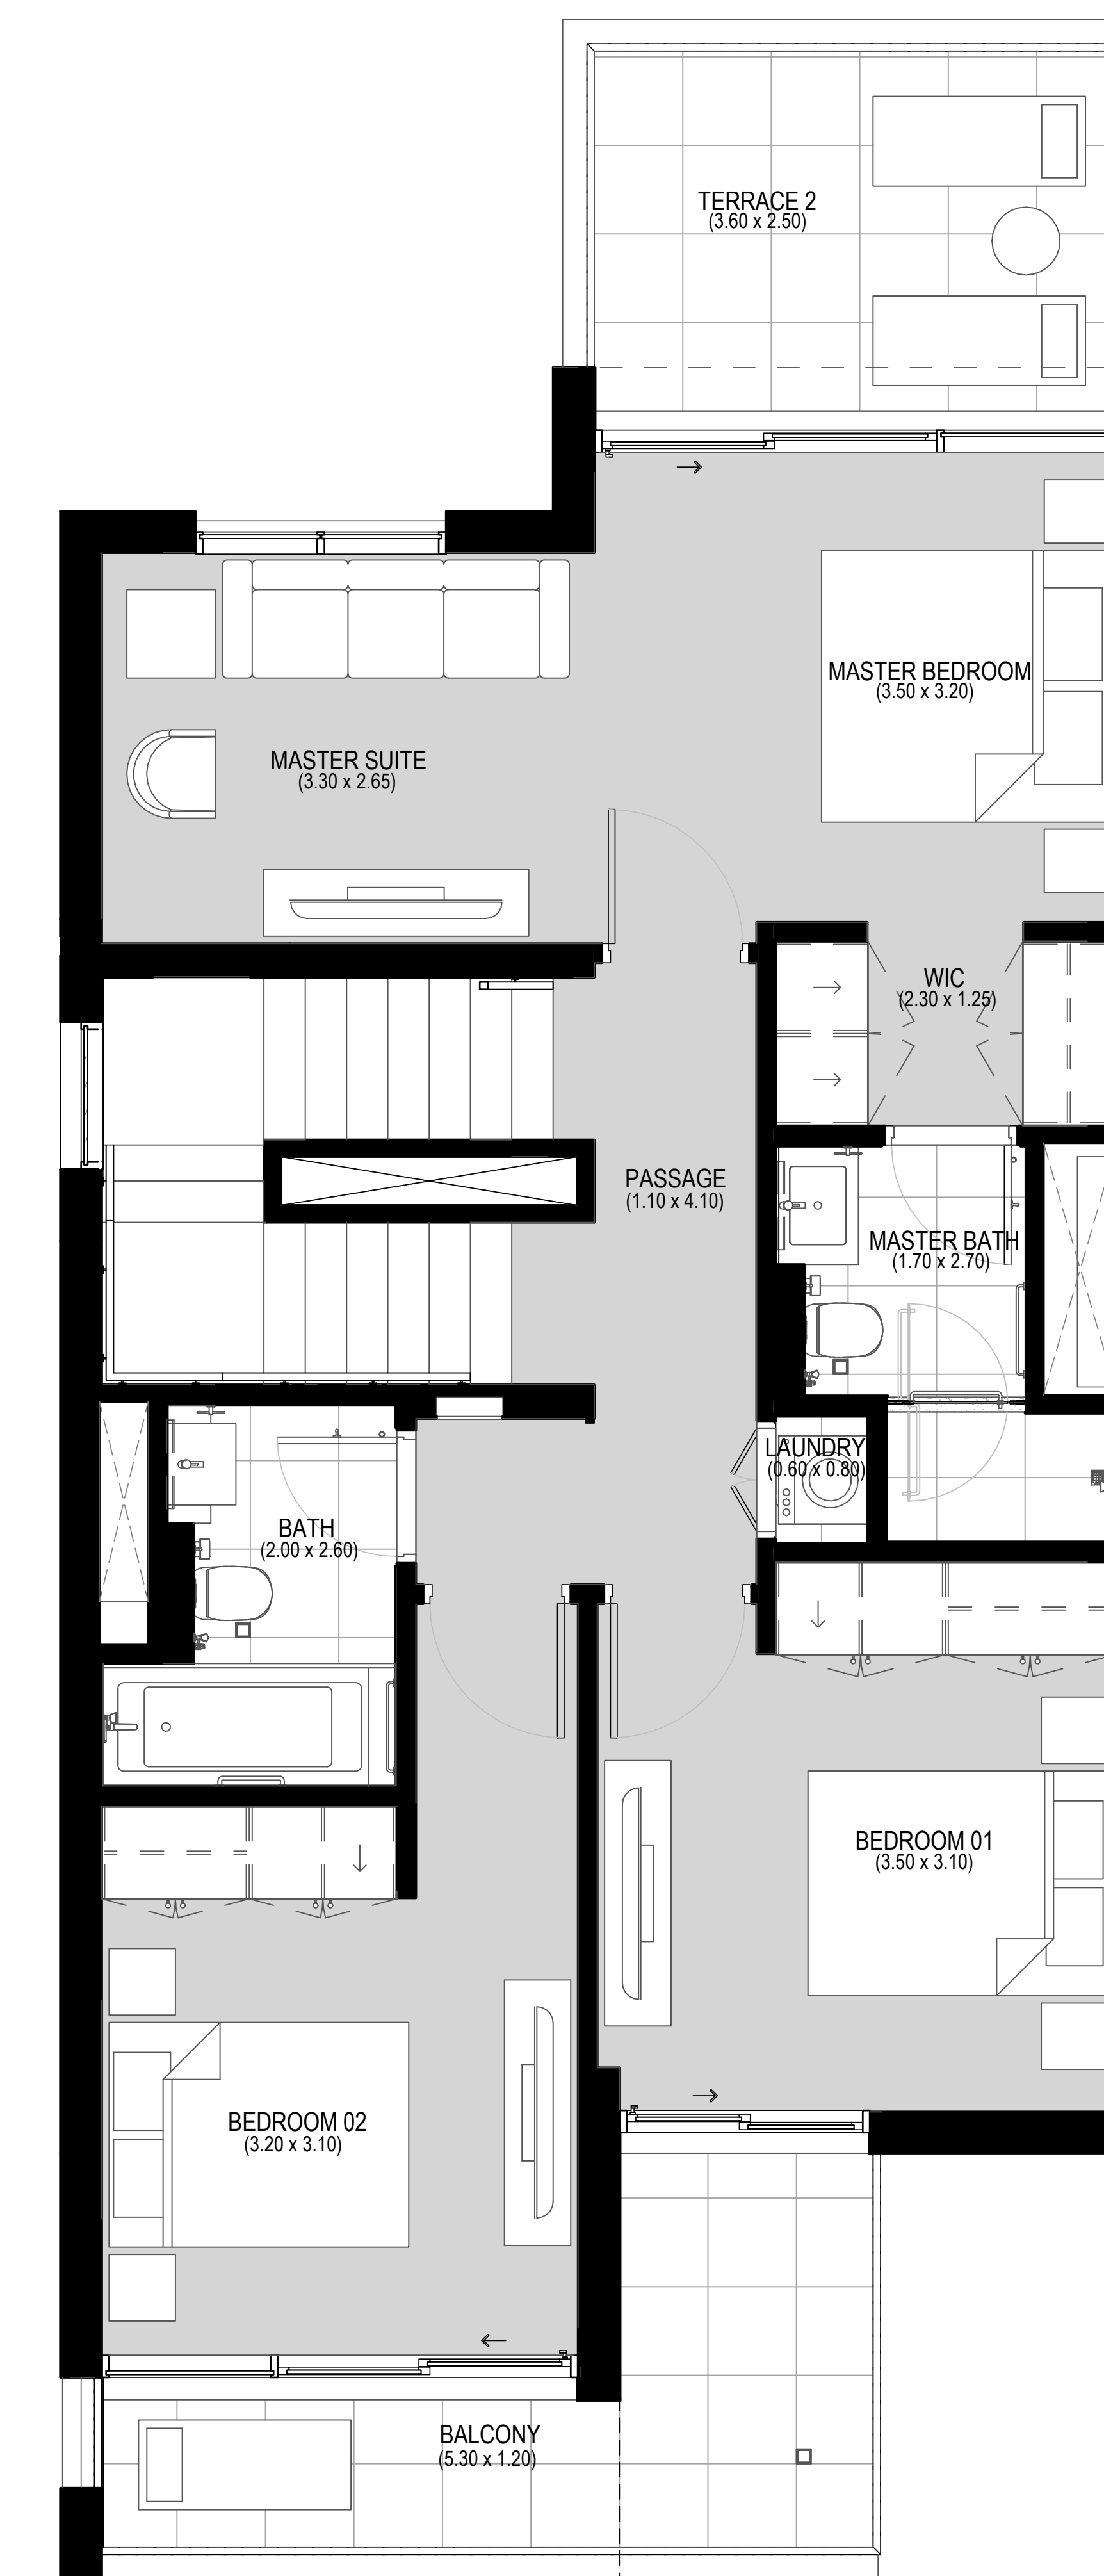 TERRACE 2
(3.60 x 2.50)
MASTER BEDROOM
(3.50 x 3.20)
MASTER SUITE
(3.30 x 2.65)
WIC
(2.30 x 1.25)
PASSAGE
(1.10 x 4.10)
MASTER BATH
(1.70 x 2.70)
LAUNDRY
(0.60 x 0.80)
BATH
(2.00 x 2.60)
BEDROOM 01
(3.50 x 3.10)
BEDROOM 02
(3.20 x 3.10)
BALCONY
(5.30 x 1.20)